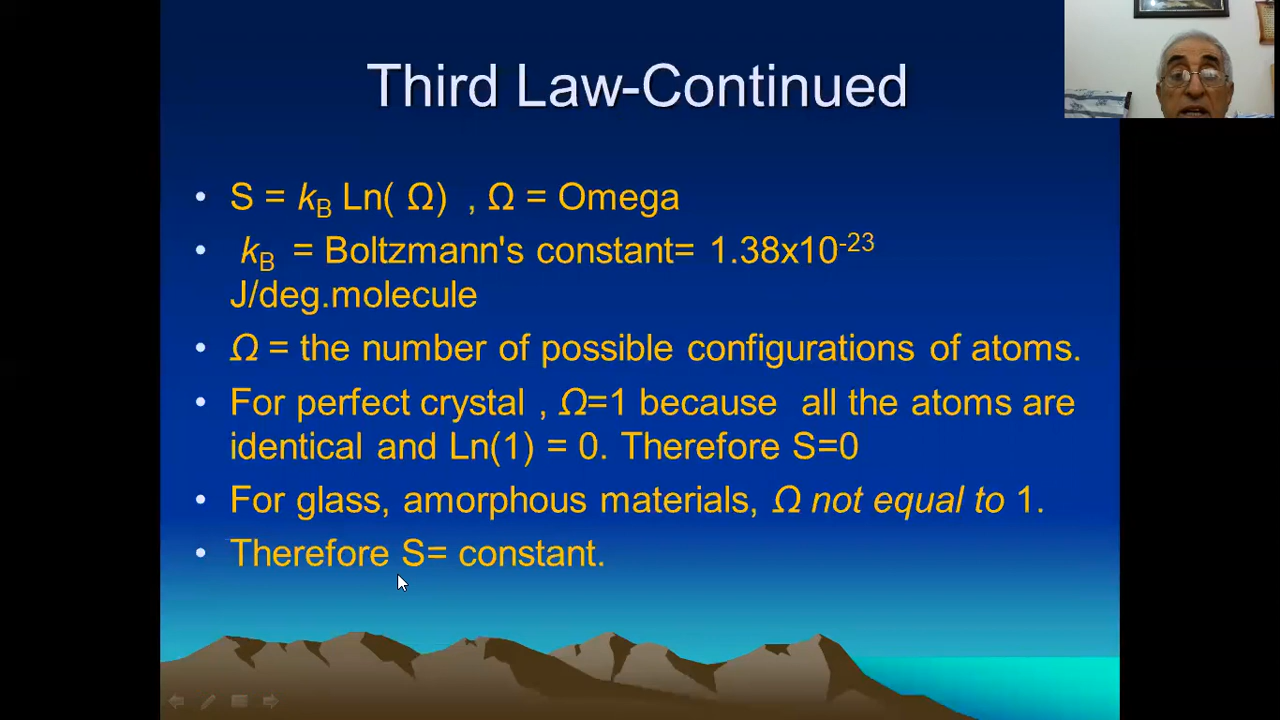 Third Law-Continued
• S = kB Ln( Ω) , Ω = Omega
• kB = Boltzmann's constant= 1.38x10-23
J/deg.molecule
• Ω = the number of possible configurations of atoms.
• For perfect crystal , Ω=1 because all the atoms are
identical and Ln(1) = 0. Therefore S=0
• For glass, amorphous materials, Ω not equal to 1.
• Therefore S= constant.